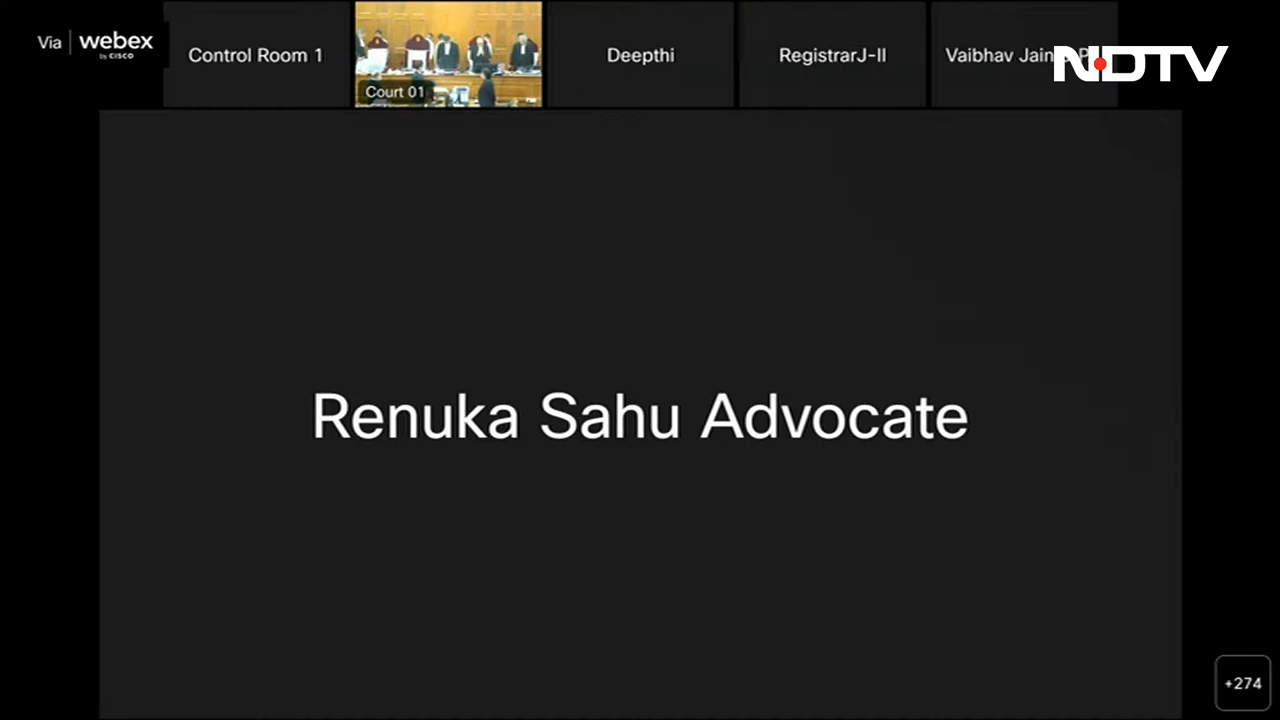 Via webex
by CISCO
Control Room 1
Court 01
Deepthi
RegistrarJ-II
Vaibhav Jain
NDTV
Renuka Sahu Advocate
+274